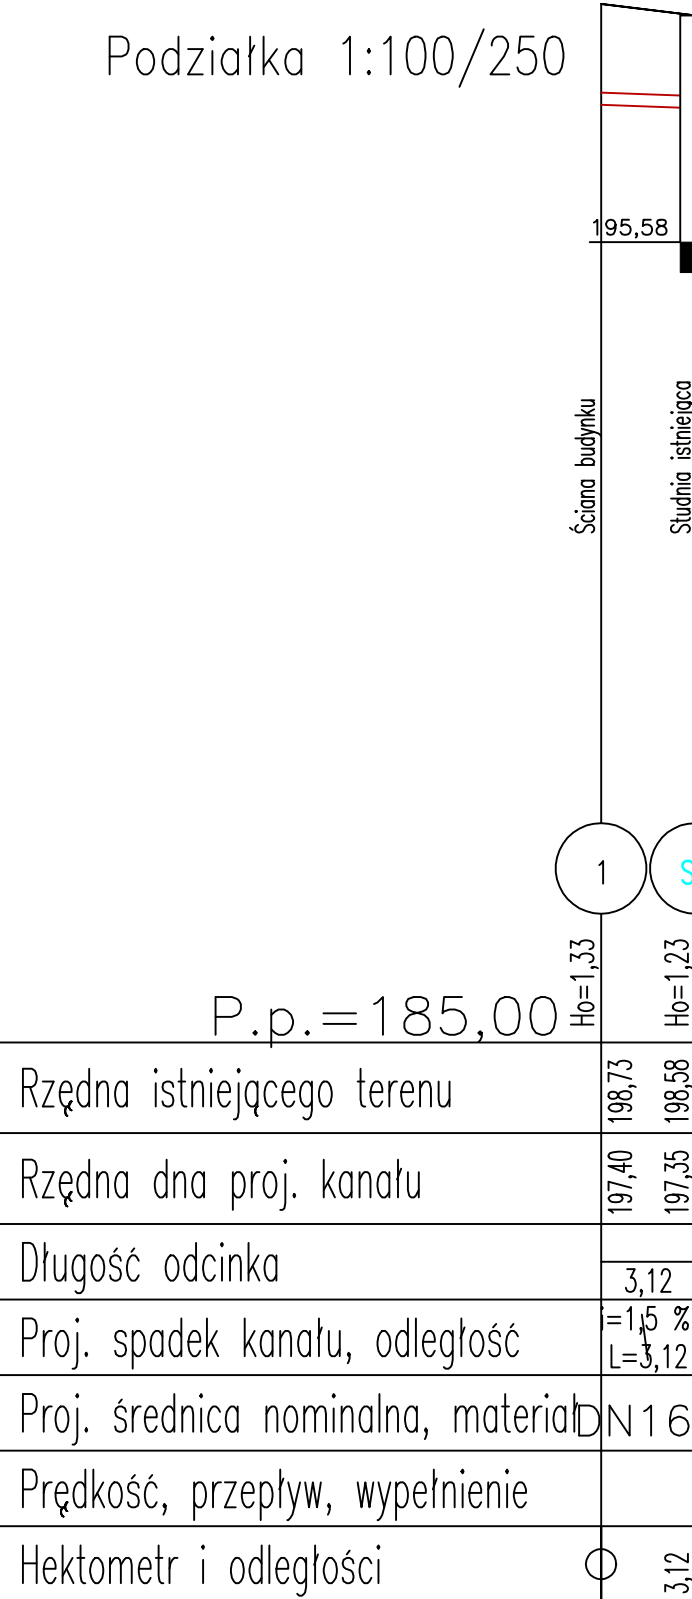 Podziałka 1:100/250
195,58
Ściana budynku
Studnia istniejąca
1
S
Ho=1,33
Ho=1,23
P.p.=185,00
Rzędna istniejącego terenu
198,73
198,58
Rzędna dna proj. kanału
197,40
197,35
Długość odcinka
3,12
Proj. spadek kanału, odległość
i=1,5 %
L=3,12
Proj. średnica nominalna, materiał
DN16
Prędkość, przepływ, wypełnienie
Hektometr i odległości
3,12